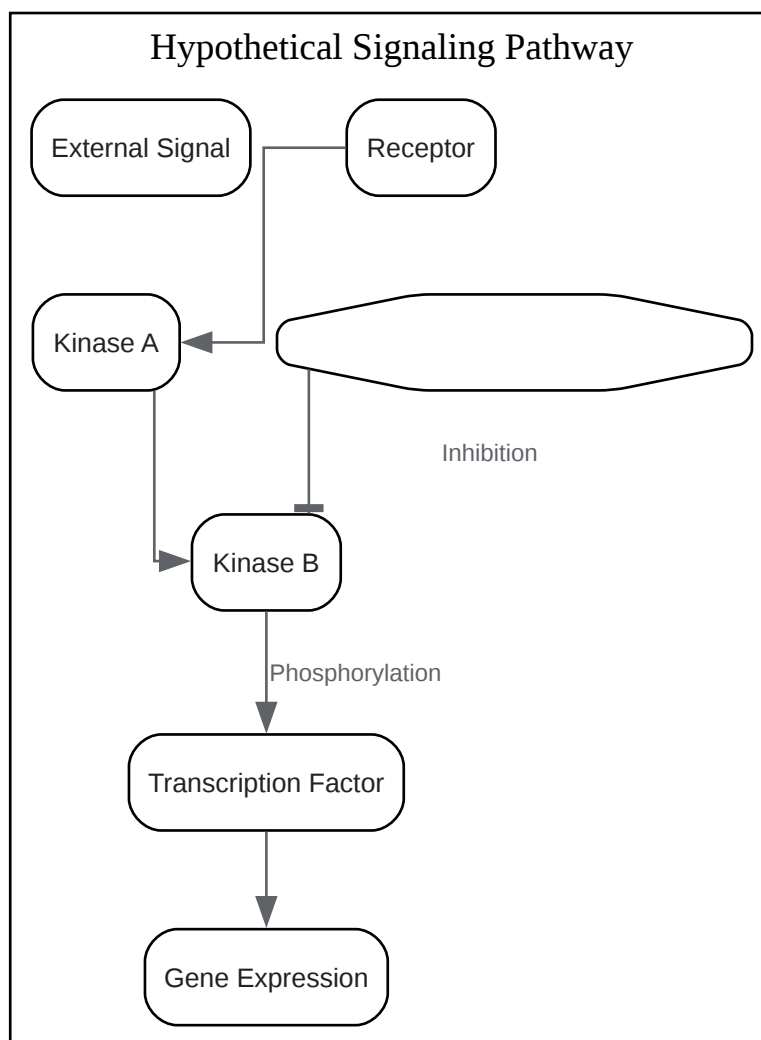 Hypothetical Signaling Pathway
External Signal
Receptor
Kinase A
Inhibition
Kinase B
Phosphorylation
Transcription Factor
Gene Expression